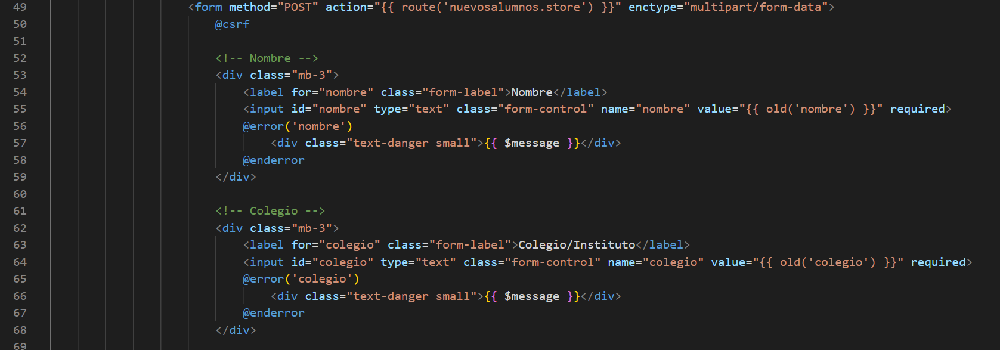 49 <form method="POST" action="{{ route('nuevosalumnos.store') }}" enctype="multipart/form-data">
50 @csrf
51
52 <!-- Nombre -->
53 <div class="mb-3">
54 <label for="nombre" class="form-label">Nombre</label>
55 <input id="nombre" type="text" class="form-control" name="nombre" value="{{ old('nombre') }}" required>
56 @error('nombre')
57 <div class="text-danger small">{{ $message }}</div>
58 @enderror
59 </div>
60
61 <!-- Colegio -->
62 <div class="mb-3">
63 <label for="colegio" class="form-label">Colegio/Instituto</label>
64 <input id="colegio" type="text" class="form-control" name="colegio" value="{{ old('colegio') }}" required>
65 @error('colegio')
66 <div class="text-danger small">{{ $message }}</div>
67 @enderror
68 </div>
69